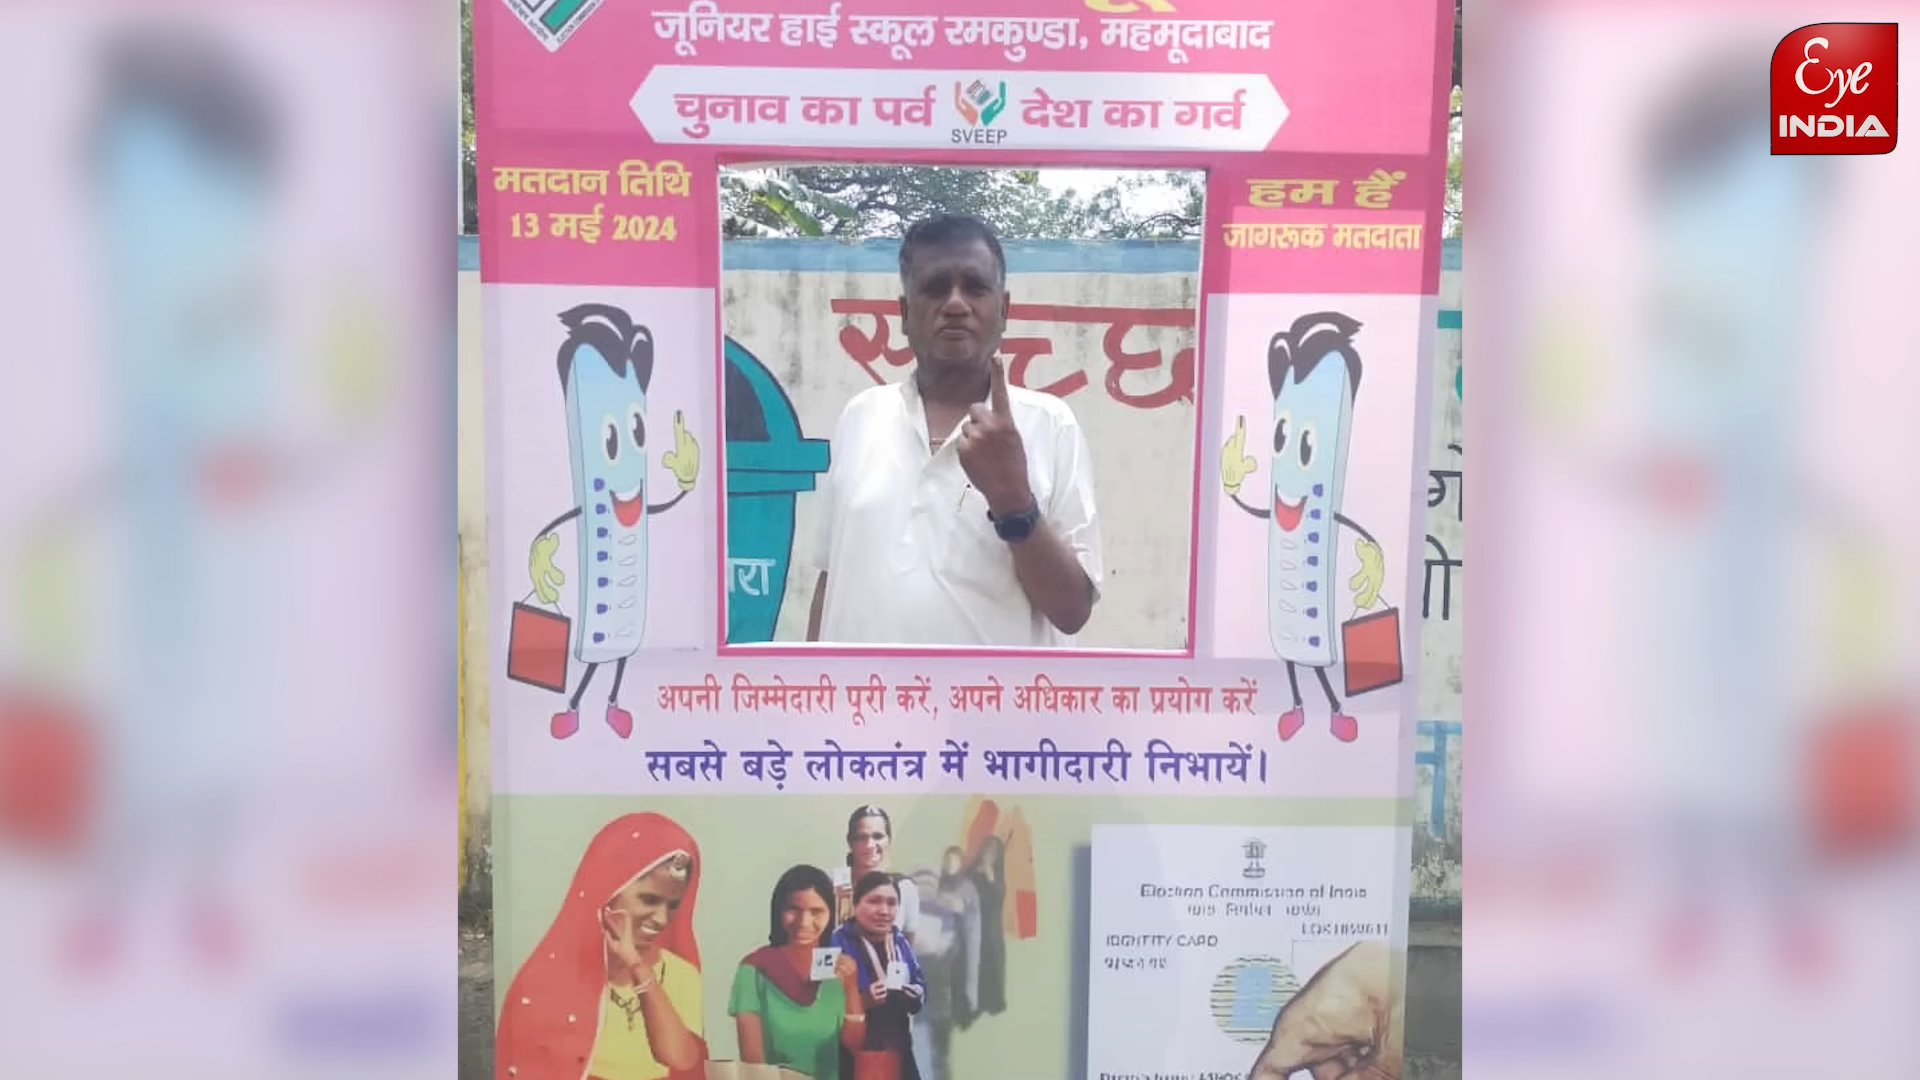 जूनियर हाई स्कूल रमकुण्डा, महमूदाबाद
चुनाव का पर्व
SVEEP
देश का गर्व
मतदान तिथि
13 मई 2024
हम हैं
जागरूक मतदाता
Eye
INDIA
अपनी जिम्मेदारी पूरी करें, अपने अधिकार का प्रयोग करें
सबसे बड़े लोकतंत्र में भागीदारी निभायें।
Election Commission of India
IDENTITY CARD